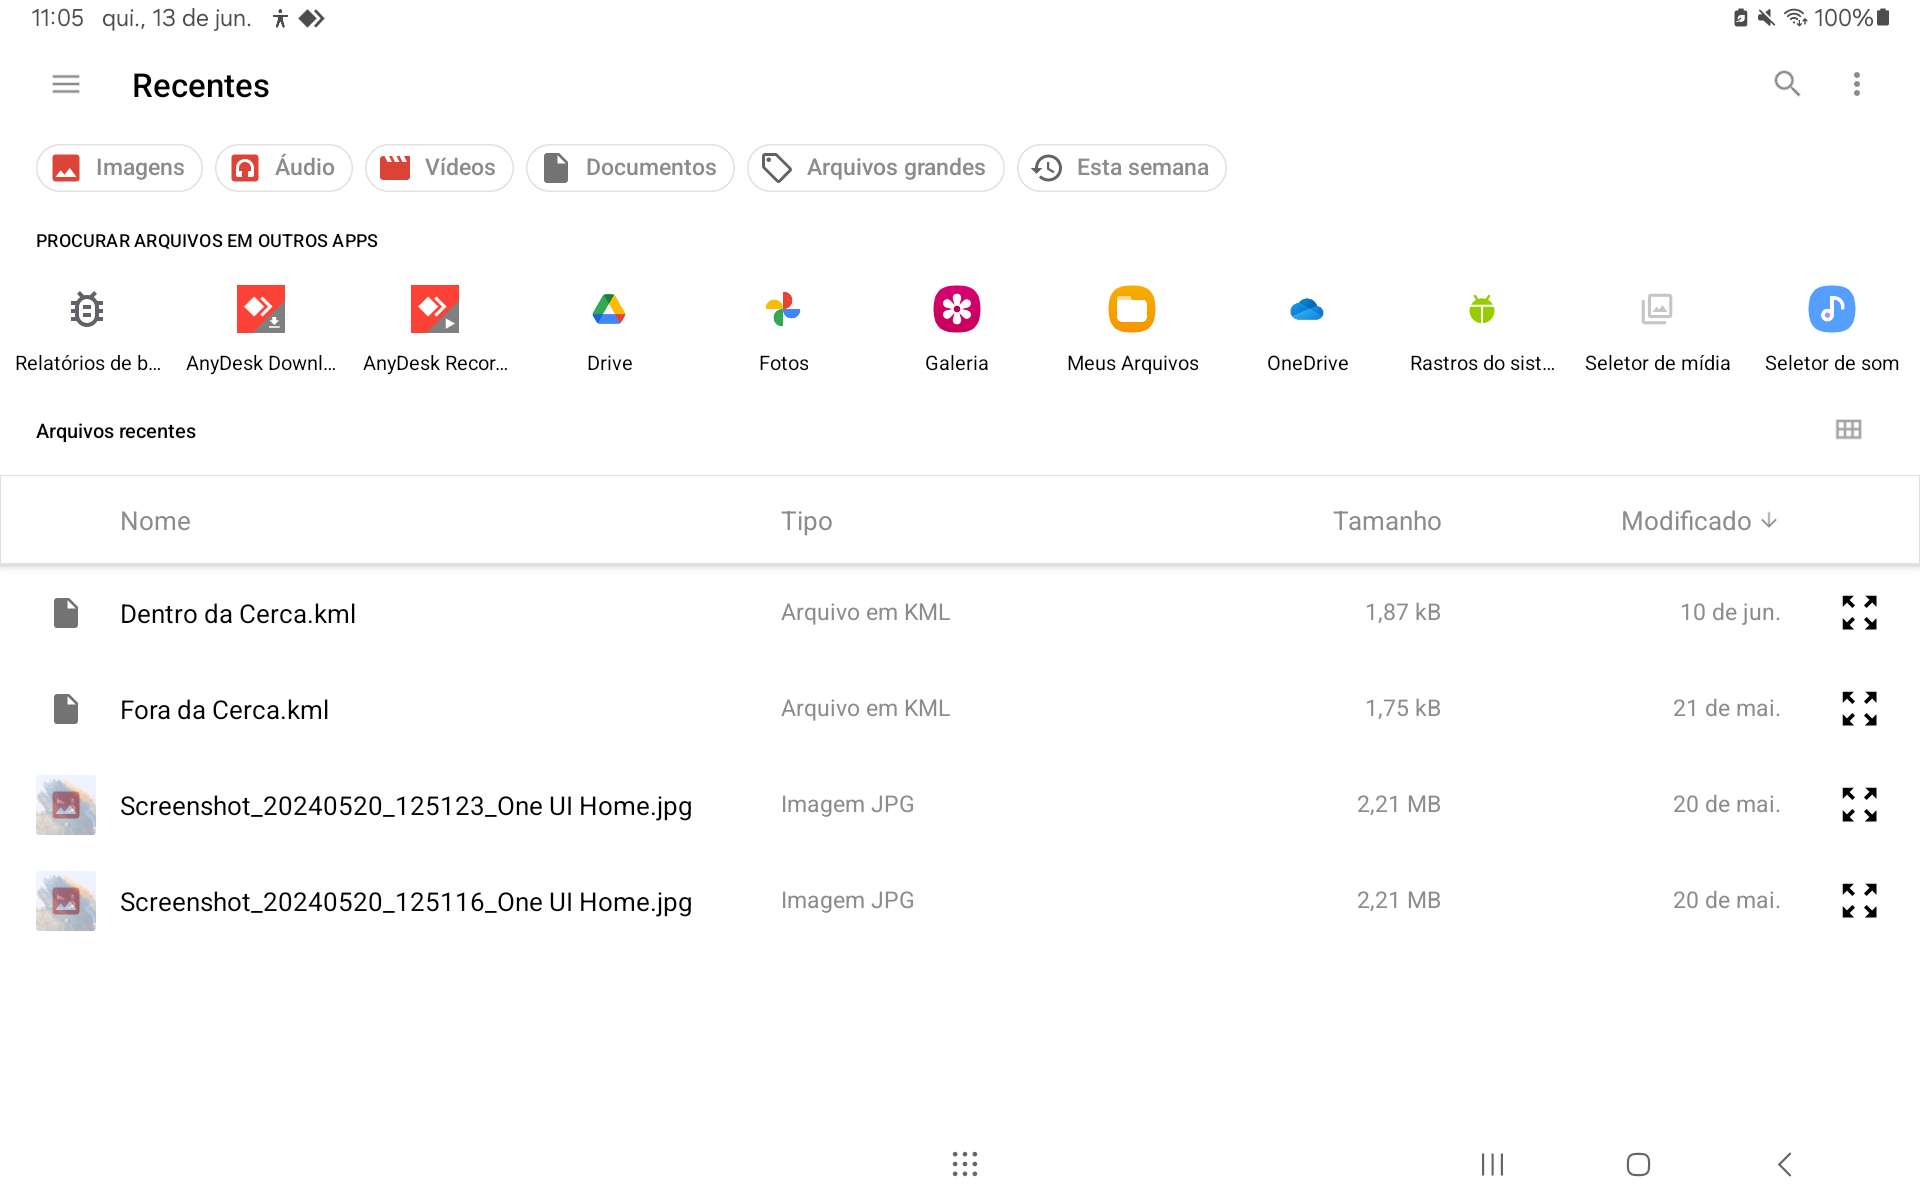 11:05 qui., 13 de jun. 100%
Recentes
Imagens Áudio Vídeos Documentos Arquivos grandes Esta semana
PROCURAR ARQUIVOS EM OUTROS APPS
Relatórios de b... AnyDesk Downl... AnyDesk Recor... Drive Fotos Galeria Meus Arquivos OneDrive Rastros do sist... Seletor de mídia Seletor de som
Arquivos recentes
Nome Tipo Tamanho Modificado
Dentro da Cerca.kml Arquivo em KML 1,87 kB 10 de jun.
Fora da Cerca.kml Arquivo em KML 1,75 kB 21 de mai.
Screenshot_20240520_125123_One UI Home.jpg Imagem JPG 2,21 MB 20 de mai.
Screenshot_20240520_125116_One UI Home.jpg Imagem JPG 2,21 MB 20 de mai.